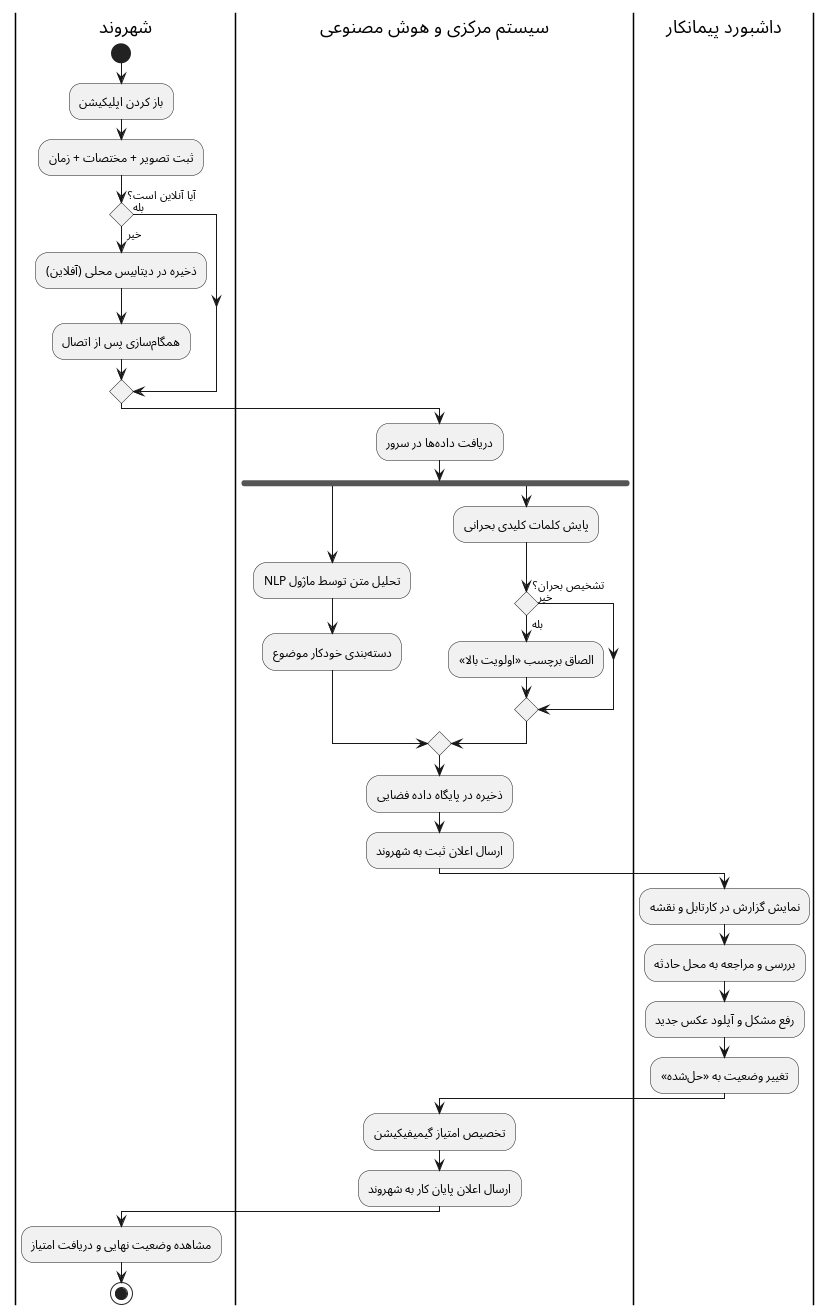 شهروند
سیستم مرکزی و هوش مصنوعی
داشبورد پیمانکار
باز کردن اپلیکیشن
ثبت تصویر + مختصات + زمان
آیا آنلاین است؟
بله
خیر
ذخیره در دیتابیس محلی (آفلاین)
همگام‌سازی پس از اتصال
دریافت داده‌ها در سرور
پایش کلمات کلیدی بحرانی
تحلیل متن توسط ماژول NLP
تشخیص بحران؟
خیر
بله
دسته‌بندی خودکار موضوع
الصاق برچسب «اولویت بالا»
ذخیره در پایگاه داده فضایی
ارسال اعلان ثبت به شهروند
نمایش گزارش در کارتابل و نقشه
بررسی و مراجعه به محل حادثه
رفع مشکل و آپلود عکس جدید
تغییر وضعیت به «حل‌شده»
تخصیص امتیاز گیمیفیکیشن
ارسال اعلان پایان کار به شهروند
مشاهده وضعیت نهایی و دریافت امتیاز